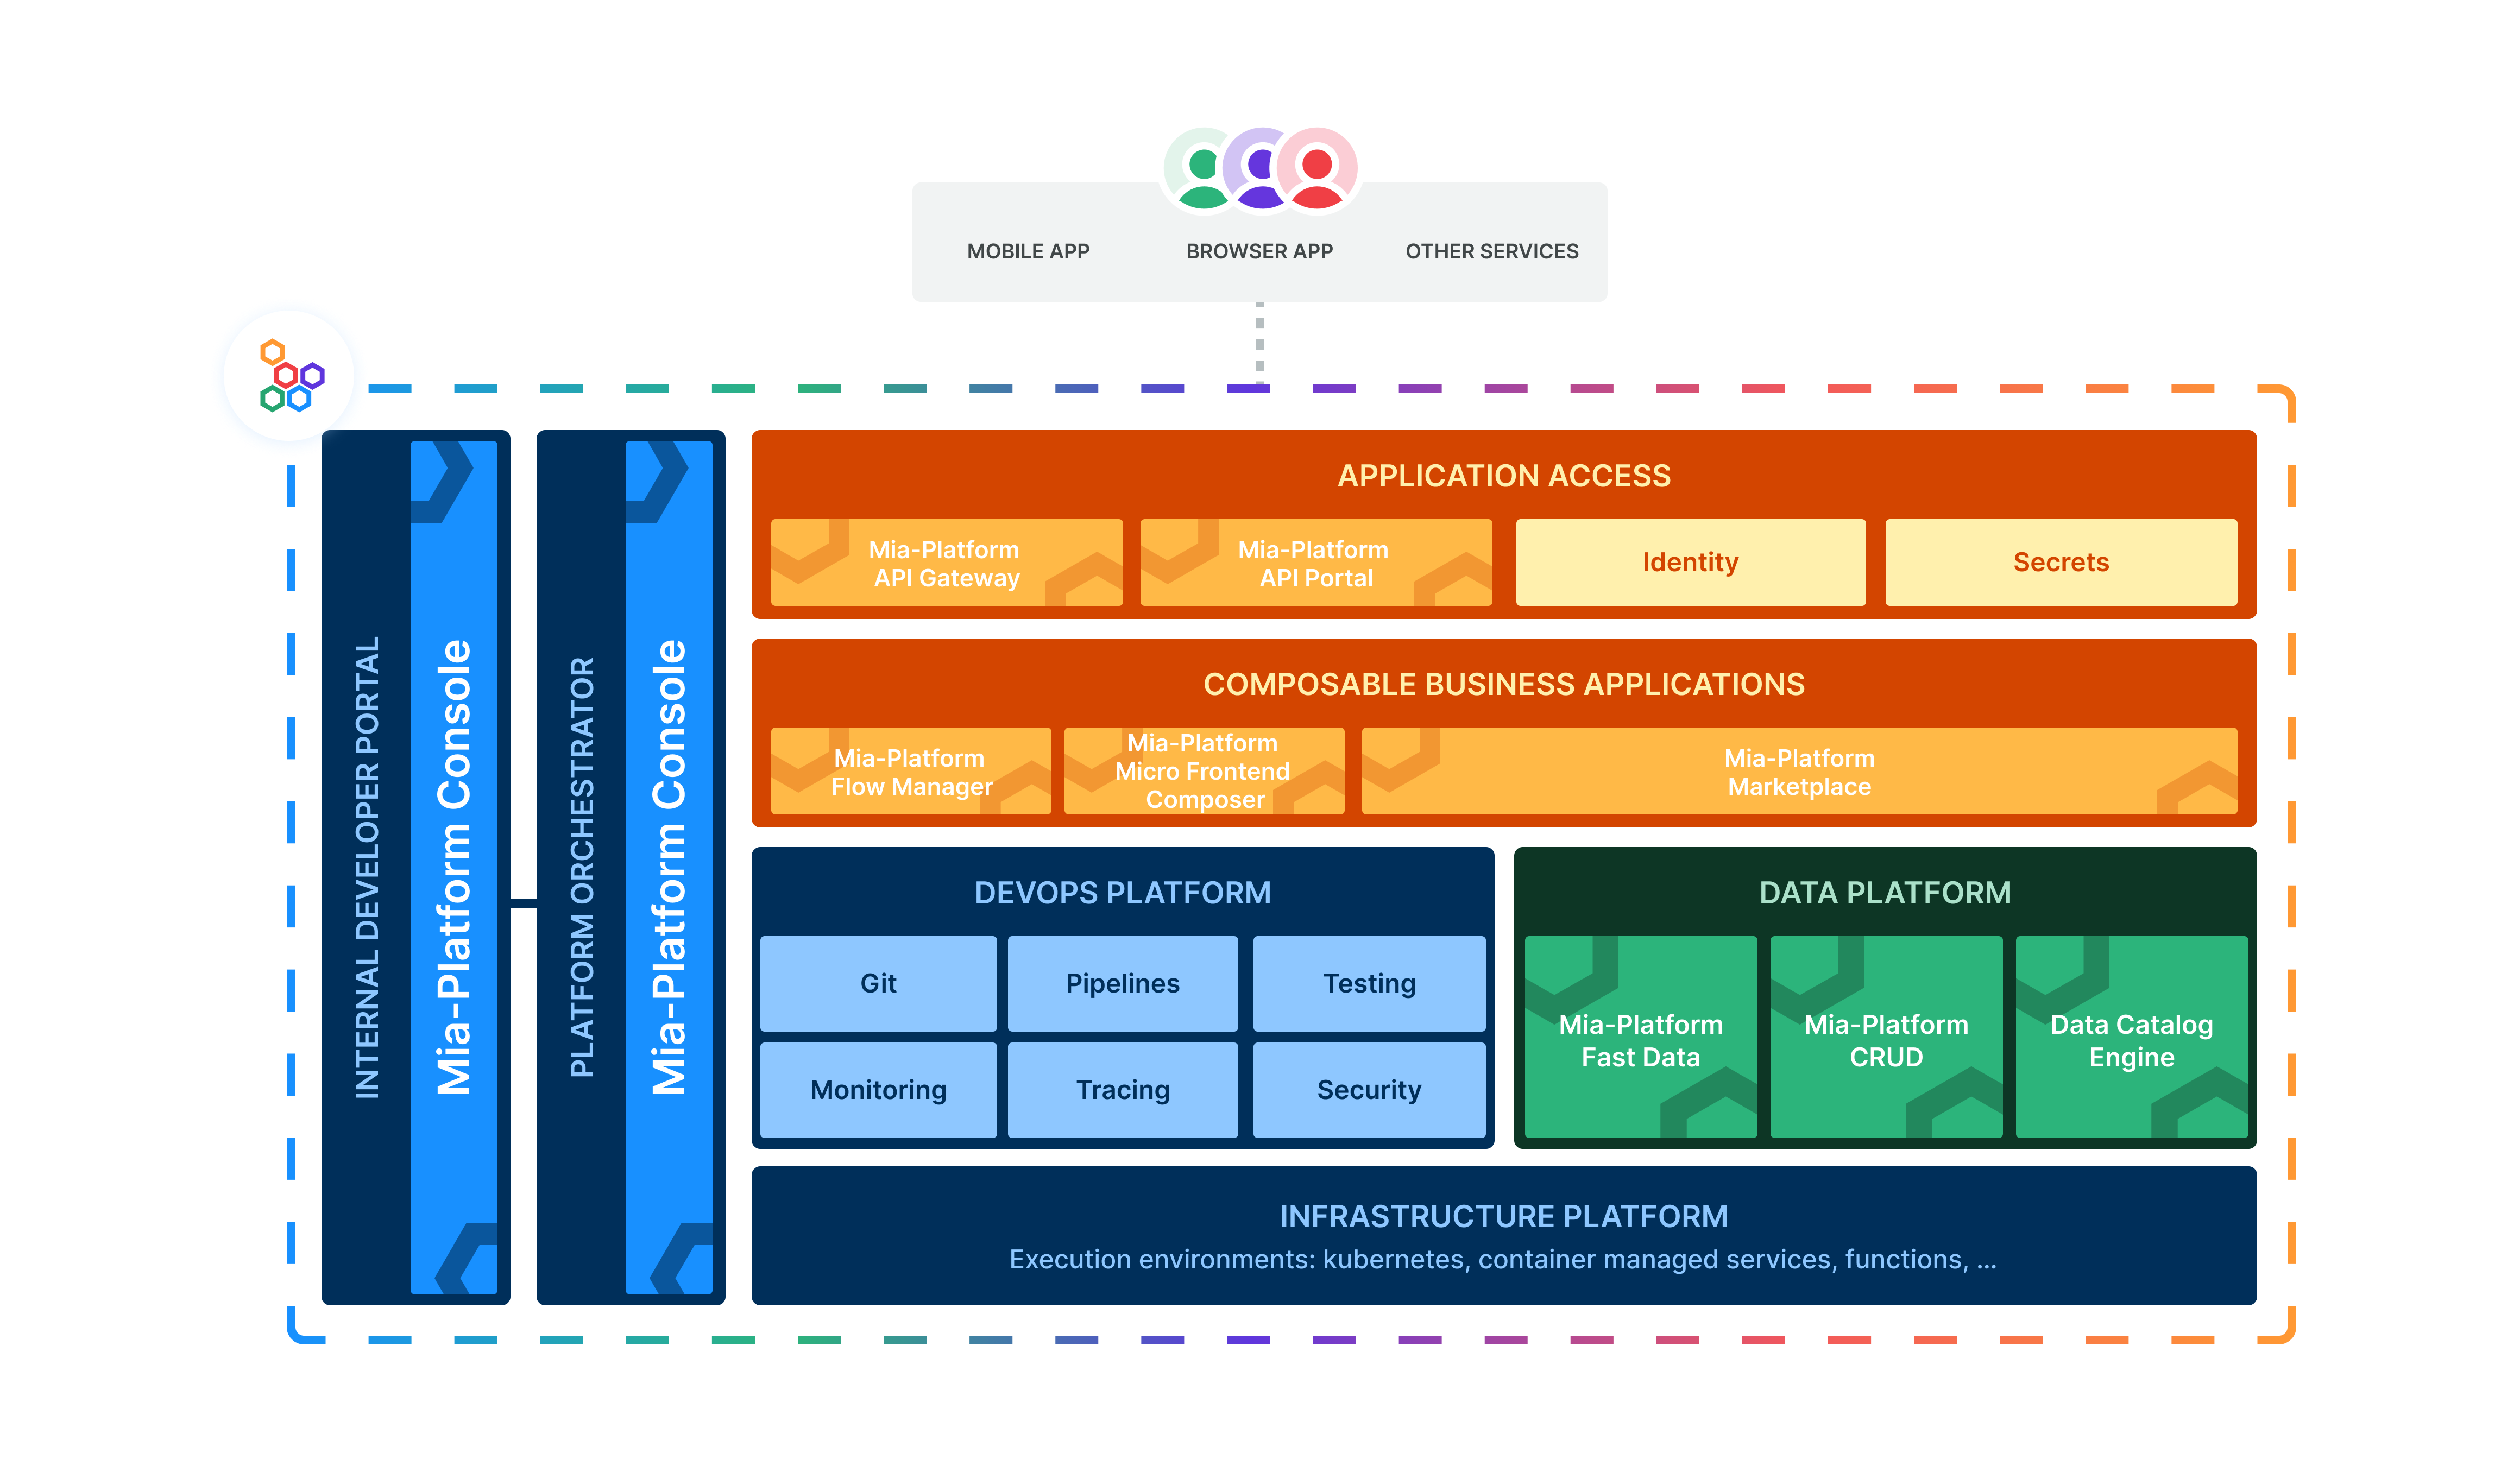 MOBILE APP
BROWSER APP
OTHER SERVICES
INTERNAL DEVELOPER PORTAL
Mia-Platform Console
PLATFORM ORCHESTRATOR
Mia-Platform Console
APPLICATION ACCESS
Mia-Platform
API Gateway
Mia-Platform
API Portal
Identity
Secrets
COMPOSABLE BUSINESS APPLICATIONS
Mia-Platform
Flow Manager
Mia-Platform
Micro Frontend
Composer
Mia-Platform
Marketplace
DEVOPS PLATFORM
Git
Pipelines
Testing
Monitoring
Tracing
Security
DATA PLATFORM
Mia-Platform
Fast Data
Mia-Platform
CRUD
Data Catalog
Engine
INFRASTRUCTURE PLATFORM
Execution environments: kubernetes, container managed services, functions, ...